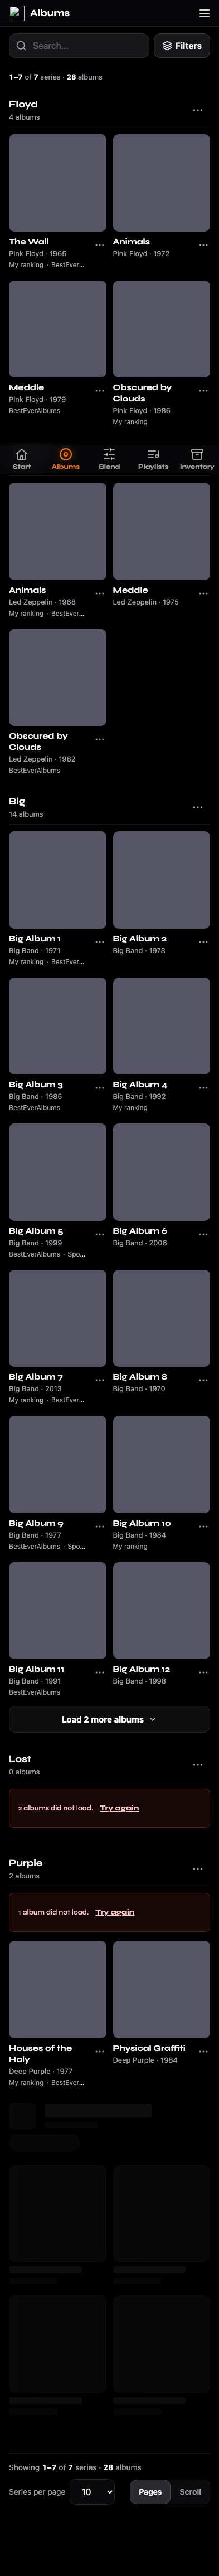 Albums
Search...
Filters
1–7 of 7 series · 28 albums
Floyd
4 albums
The Wall
Pink Floyd · 1965
My ranking · BestEver...
Animals
Pink Floyd · 1972
Meddle
Pink Floyd · 1979
BestEverAlbums
Obscured by
Clouds
Pink Floyd · 1986
My ranking
Start
Albums
Blend
Playlists
Inventory
Animals
Led Zeppelin · 1968
My ranking · BestEver...
Meddle
Led Zeppelin · 1975
Obscured by
Clouds
Led Zeppelin · 1982
BestEverAlbums
Big
14 albums
Big Album 1
Big Band · 1971
My ranking · BestEver...
Big Album 2
Big Band · 1978
Big Album 3
Big Band · 1985
BestEverAlbums
Big Album 4
Big Band · 1992
My ranking
Big Album 5
Big Band · 1999
BestEverAlbums · Spo...
Big Album 6
Big Band · 2006
Big Album 7
Big Band · 2013
My ranking · BestEver...
Big Album 8
Big Band · 1970
Big Album 9
Big Band · 1977
BestEverAlbums · Spo...
Big Album 10
Big Band · 1984
My ranking
Big Album 11
Big Band · 1991
BestEverAlbums
Big Album 12
Big Band · 1998
Load 2 more albums
Lost
0 albums
2 albums did not load. Try again
Purple
2 albums
1 album did not load. Try again
Houses of the
Holy
Deep Purple · 1977
My ranking · BestEver...
Physical Graffiti
Deep Purple · 1984
Showing 1–7 of 7 series · 28 albums
Series per page 10 Pages Scroll